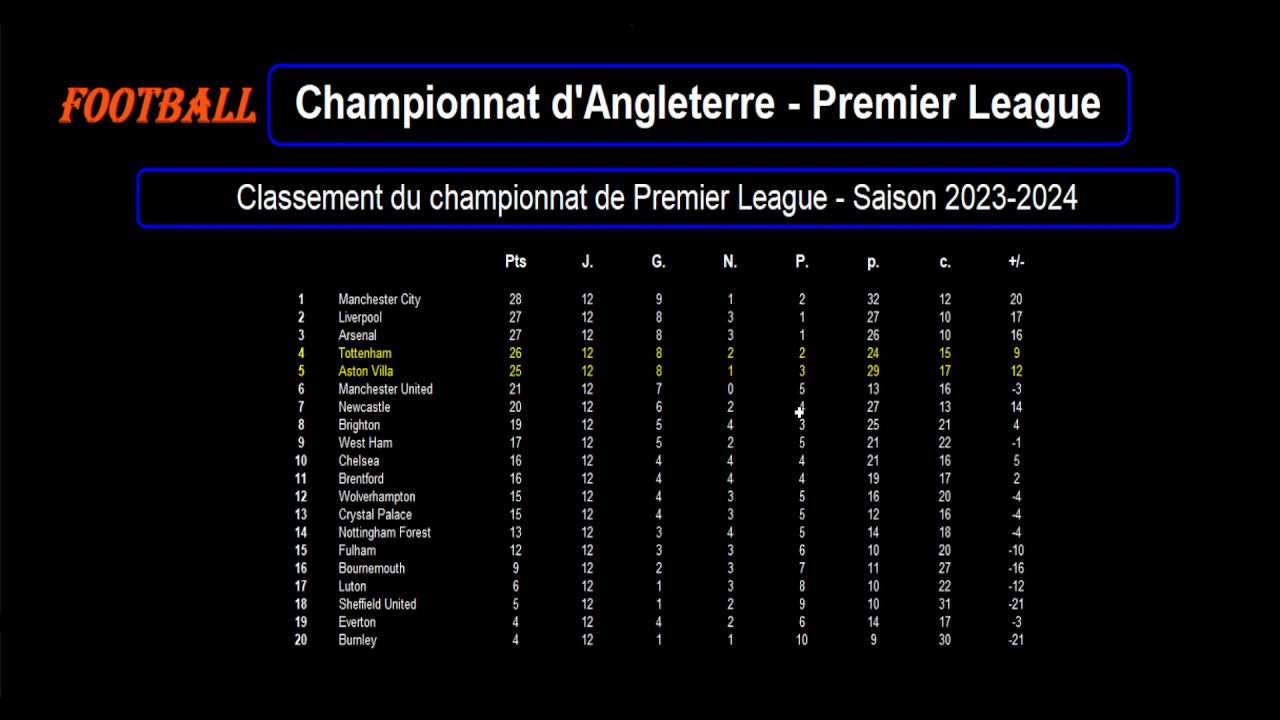 FOOTBALL Championnat d'Angleterre - Premier League
Classement du championnat de Premier League - Saison 2023-2024
Pts J. G. N. P. p. c. +/-
1 Manchester City 28 12 9 1 2 32 12 20
2 Liverpool 27 12 8 3 1 27 10 17
3 Arsenal 27 12 8 3 1 26 10 16
4 Tottenham 26 12 8 2 2 24 15 9
5 Aston Villa 25 12 8 1 3 29 17 12
6 Manchester United 21 12 7 0 5 13 16 -3
7 Newcastle 20 12 6 2 4 27 13 14
8 Brighton 19 12 5 4 3 25 21 4
9 West Ham 17 12 5 2 5 21 22 -1
10 Chelsea 16 12 4 4 4 21 16 5
11 Brentford 16 12 4 4 4 19 17 2
12 Wolverhampton 15 12 4 3 5 16 20 -4
13 Crystal Palace 15 12 4 3 5 12 16 -4
14 Nottingham Forest 13 12 3 4 5 14 18 -4
15 Fulham 12 12 3 3 6 10 20 -10
16 Bournemouth 9 12 2 3 7 11 27 -16
17 Luton 6 12 1 3 8 10 22 -12
18 Sheffield United 5 12 1 2 9 10 31 -21
19 Everton 4 12 4 2 6 14 17 -3
20 Burnley 4 12 1 1 10 9 30 -21